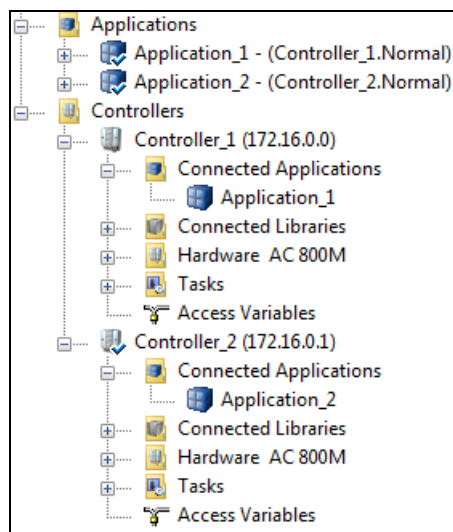 Applications
Application_1 - (Controller_1.Normal)
Application_2 - (Controller_2.Normal)
Controllers
Controller_1 (172.16.0.0)
Connected Applications
Application_1
Connected Libraries
Hardware AC 800M
Tasks
Access Variables
Controller_2 (172.16.0.1)
Connected Applications
Application_2
Connected Libraries
Hardware AC 800M
Tasks
Access Variables